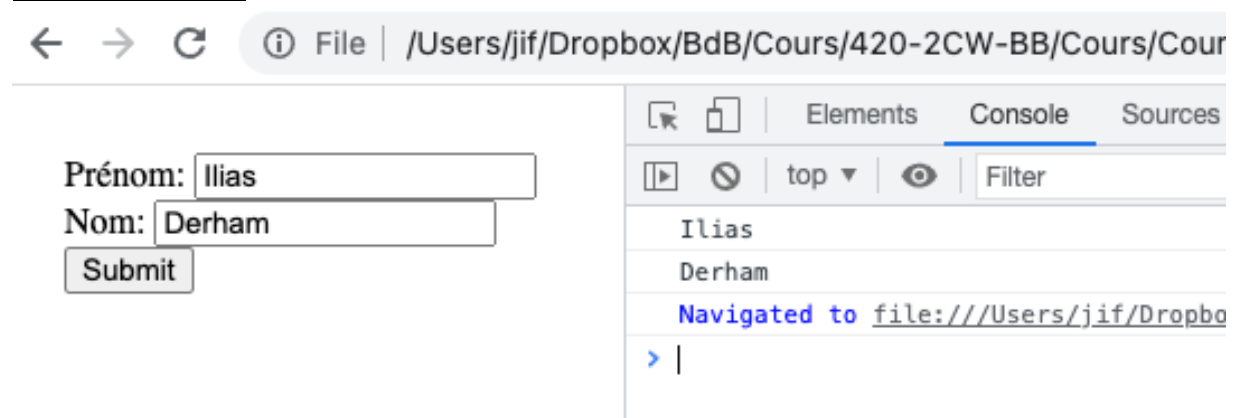 File | /Users/jif/Dropbox/BdB/Cours/420-2CW-BB/Cours/Cour
Elements Console Sources
top ▼ Filter
Prénom: Ilias
Nom: Derham
Submit
Ilias
Derham
Navigated to file:///Users/jif/Dropbo
>